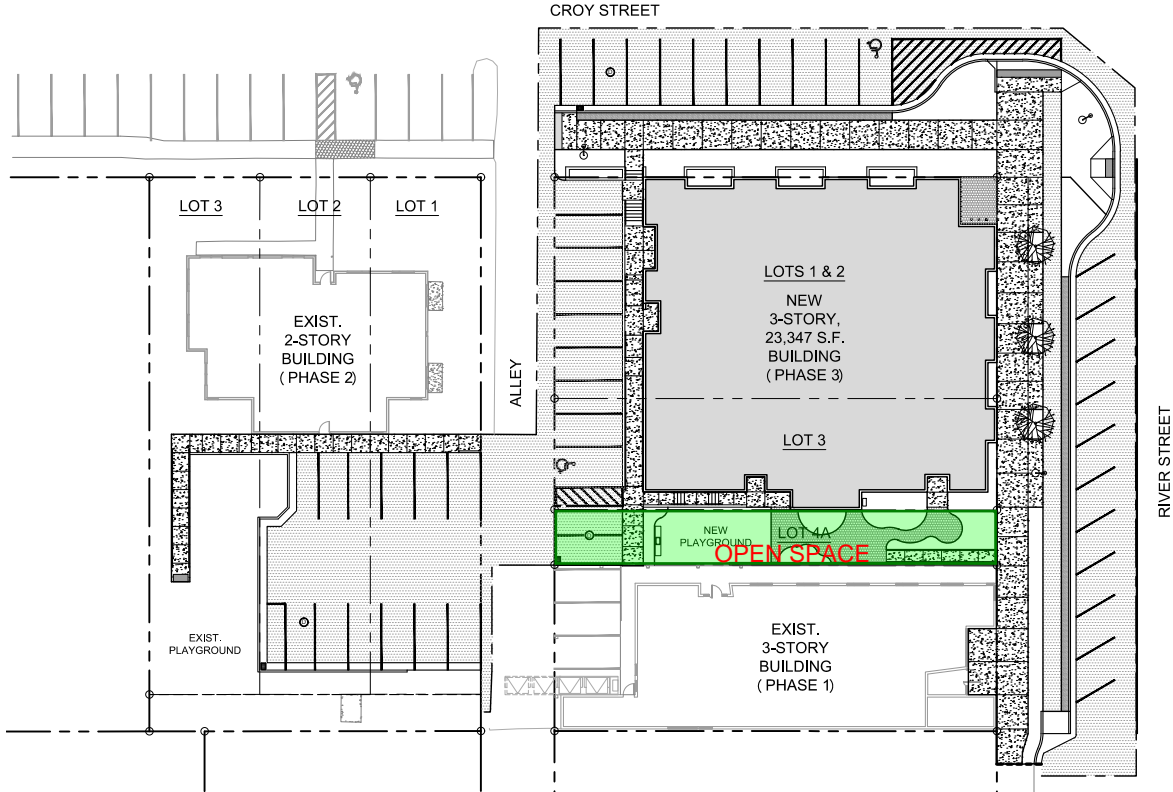 CROY STREET
LOT 3
LOT 2
LOT 1
EXIST.
2-STORY
BUILDING
( PHASE 2)
ALLEY
LOTS 1 & 2
NEW
3-STORY,
23,347 S.F.
BUILDING
( PHASE 3)
LOT 3
RIVER STREET
NEW
PLAYGROUND
LOT 4A
OPEN SPACE
EXIST.
PLAYGROUND
EXIST.
3-STORY
BUILDING
( PHASE 1)